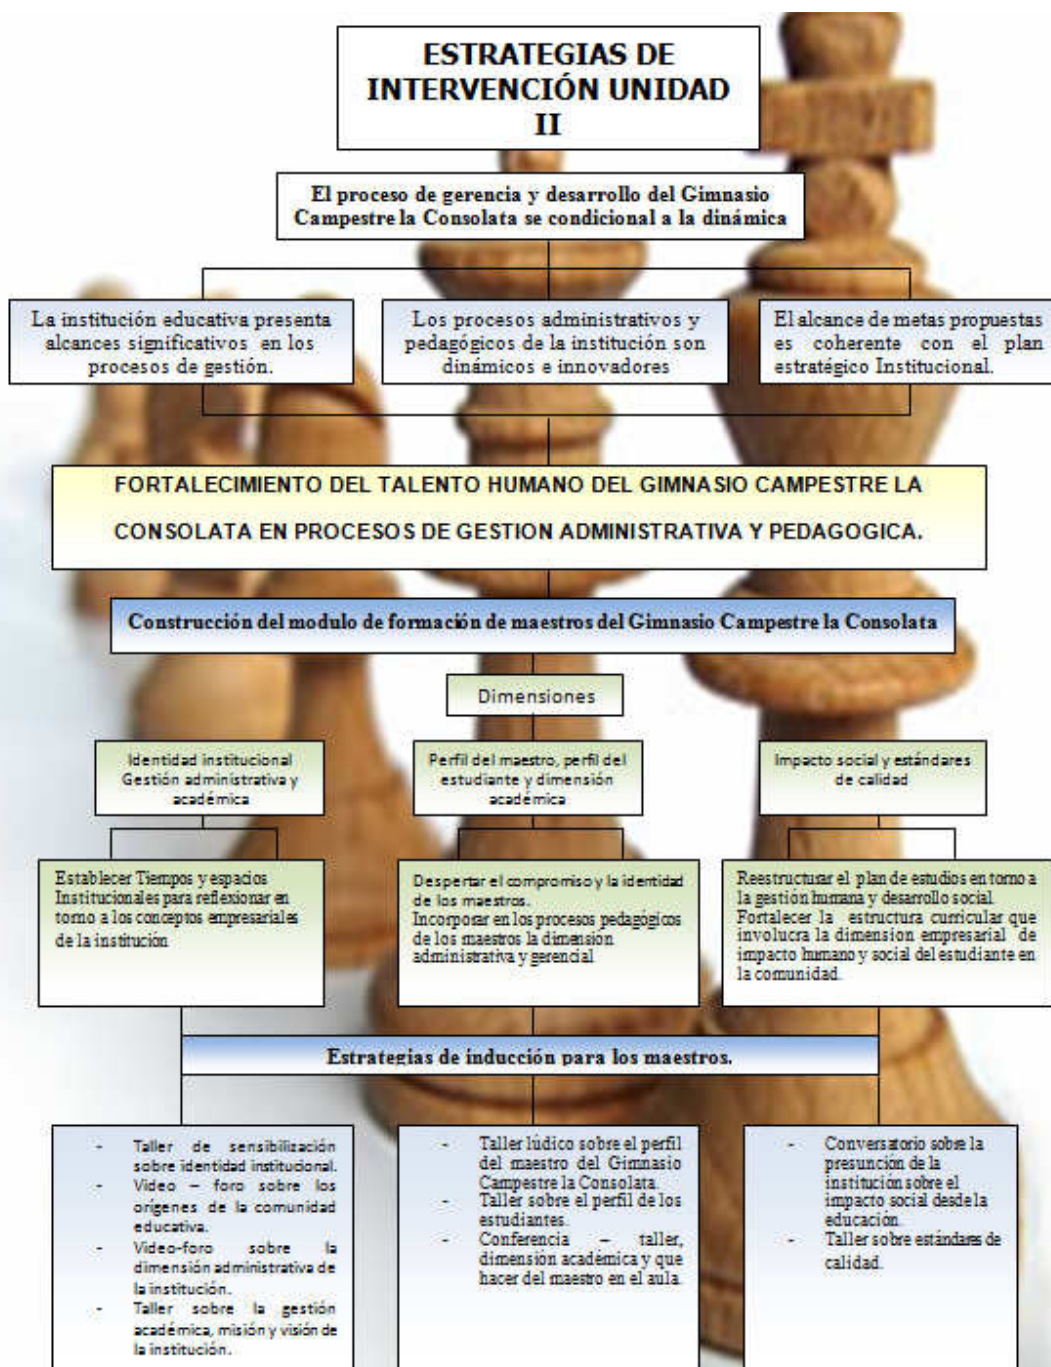 ESTRATEGIAS DE
INTERVENCIÓN UNIDAD
II
El proceso de gerencia y desarrollo del Gimnasio
Campestre la Consolata se condicional a la dinámica
La institución educativa presenta
alcances significativos en los
procesos de gestión.
Los procesos administrativos y
pedagógicos de la institución son
dinámicos e innovadores
El alcance de metas propuestas
es coherente con el plan
estratégico Institucional.
FORTALECIMIENTO DEL TALENTO HUMANO DEL GIMNASIO CAMPESTRE LA
CONSOLATA EN PROCESOS DE GESTION ADMINISTRATIVA Y PEDAGOGICA.
Construcción del modulo de formación de maestros del Gimnasio Campestre la Consolata
Dimensiones
Identidad institucional
Gestión administrativa y
académica
Perfil del maestro, perfil del
estudiante y dimensión
académica
Impacto social y estándares
de calidad
Establecer Tiempos y espacios
Institucionales para reflexionar en
torno a los conceptos empresariales
de la institución
Despertar el compromiso y la identidad
de los maestros.
Incorporar en los procesos pedagógicos
de los maestros la dimensión
administrativa y gerencial
Reestructurar el plan de estudios en torno a
la gestión humana y desarrollo social.
Fortalecer la estructura curricular que
involucra la dimension empresarial de
impacto humano y social del estudiante en
la comunidad.
Estrategias de inducción para los maestros.
- Taller de sensibilización
sobre identidad institucional.
- Video – foro sobre los
orígenes de la comunidad
educativa.
- Video-foro sobre la
dimensión administrativa de
la institución.
- Taller sobre la gestión
académica, misión y visión de
la institución.
- Taller lúdico sobre el perfil
del maestro del Gimnasio
Campestre la Consolata.
- Taller sobre el perfil de los
estudiantes.
- Conferencia – taller,
dimensión académica y que
hacer del maestro en el aula.
- Conversatorio sobre la
presunción de la
institución sobre el
impacto social desde la
educación.
- Taller sobre estándares de
calidad.